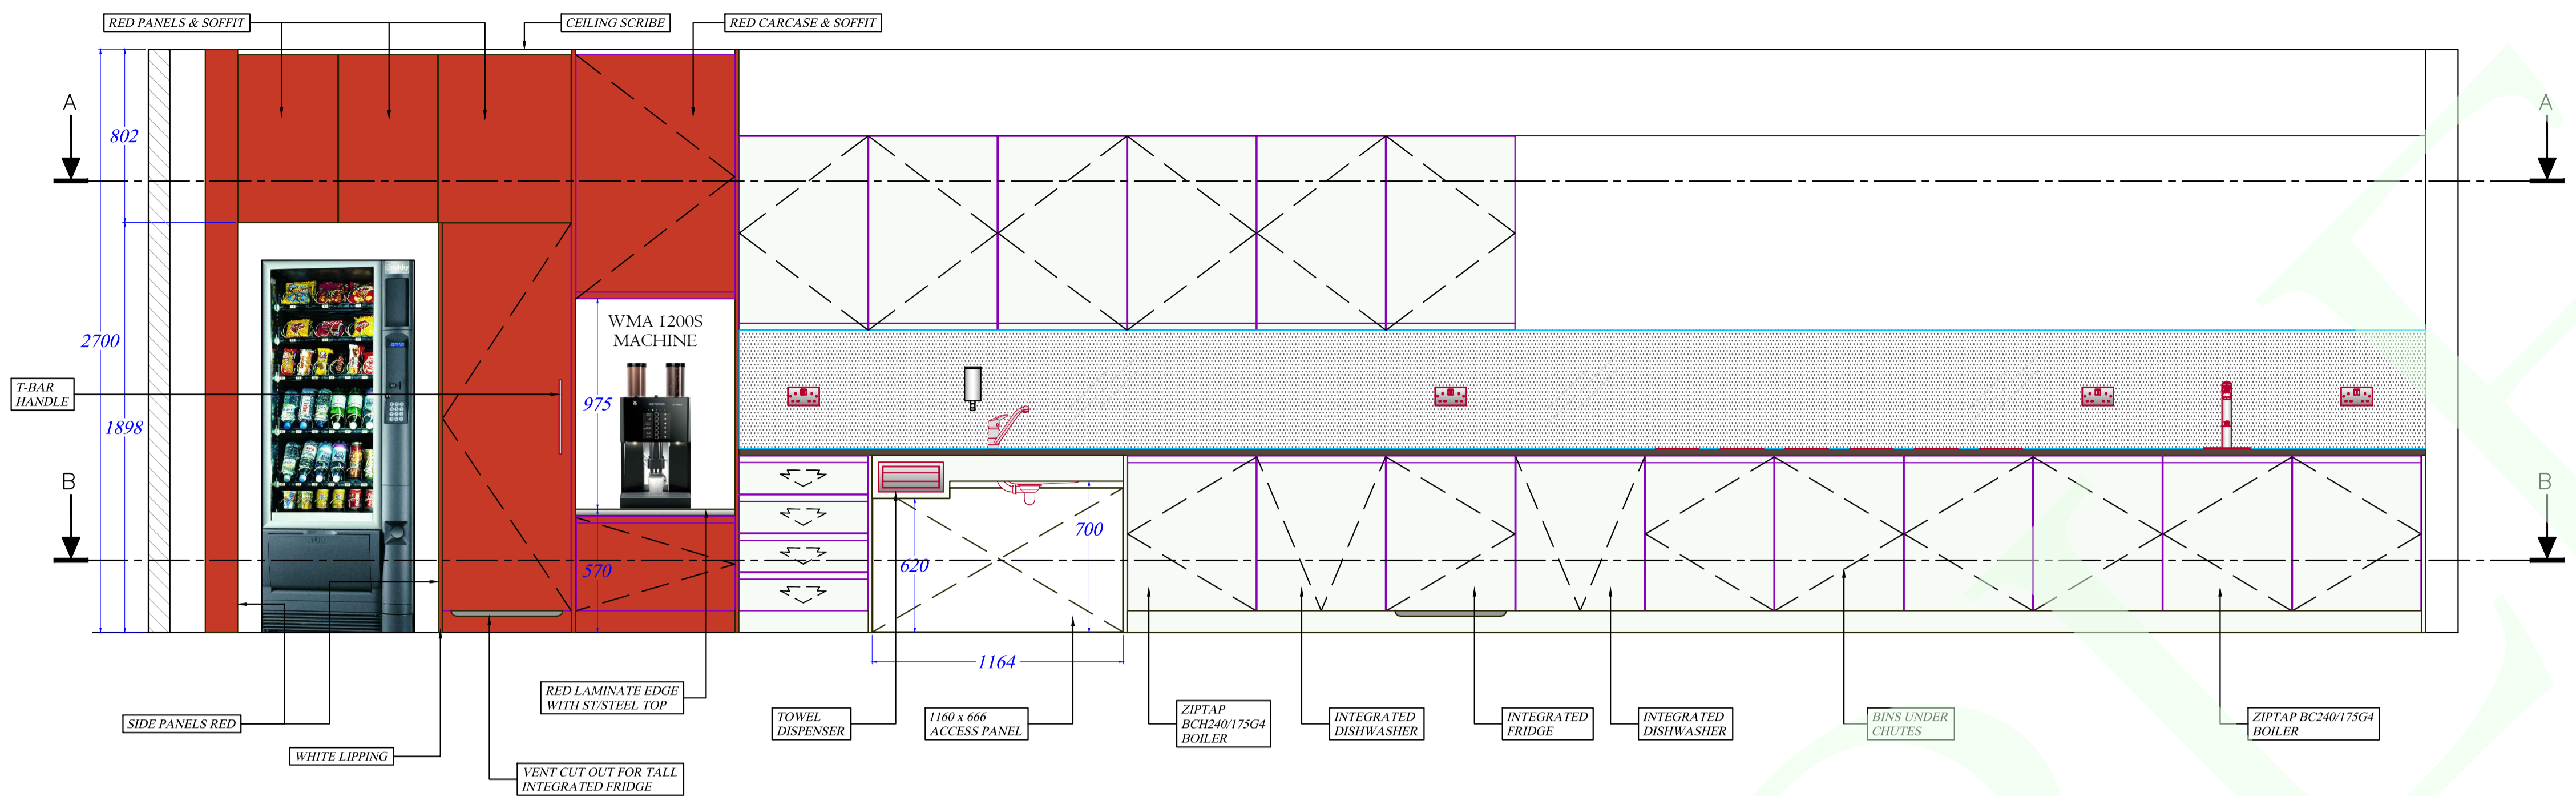 RED PANELS & SOFFIT
CEILING SCRIBE
RED CARCASE & SOFFIT
A
A
802
2700
1898
T-BAR
HANDLE
WMA 1200S
MACHINE
975
B
B
570
620
700
1164
SIDE PANELS RED
WHITE LIPPING
VENT CUT OUT FOR TALL
INTEGRATED FRIDGE
RED LAMINATE EDGE
WITH ST/STEEL TOP
TOWEL
DISPENSER
1160 x 666
ACCESS PANEL
ZIPTAP
BCH240/175G4
BOILER
INTEGRATED
DISHWASHER
INTEGRATED
FRIDGE
INTEGRATED
DISHWASHER
BINS UNDER
CHUTES
ZIPTAP BC240/175G4
BOILER